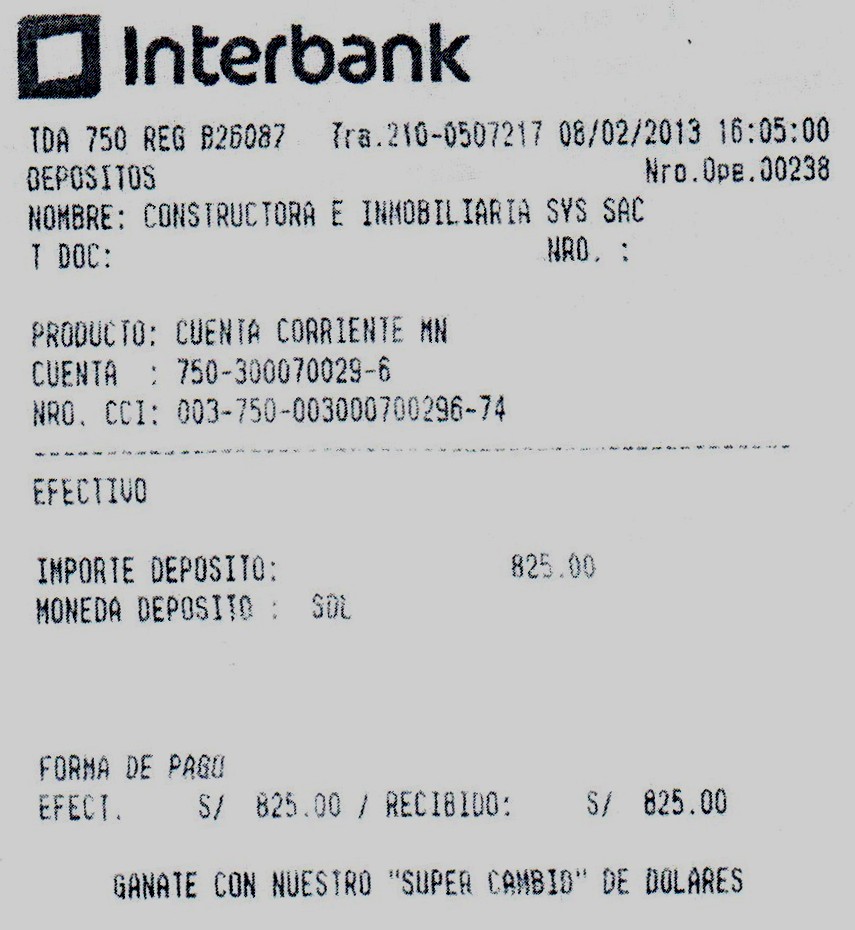 Interbank
TDA 750 REG B26087 Tra.210-0507217 08/02/2013 16:05:00
DEPOSITOS Nro.Ope.00238
NOMBRE: CONSTRUCTORA E INMOBILIARIA SYS SAC
T DOC: NRO. :
PRODUCTO: CUENTA CORRIENTE MN
CUENTA : 750-300070029-6
NRO. CCI: 003-750-003000700296-74
EFECTIVO
IMPORTE DEPOSITO: 825.00
MONEDA DEPOSITO : SOL
FORMA DE PAGO
EFECT. S/ 825.00 / RECIBIDO: S/ 825.00
GANATE CON NUESTRO "SUPER CAMBIO" DE DOLARES